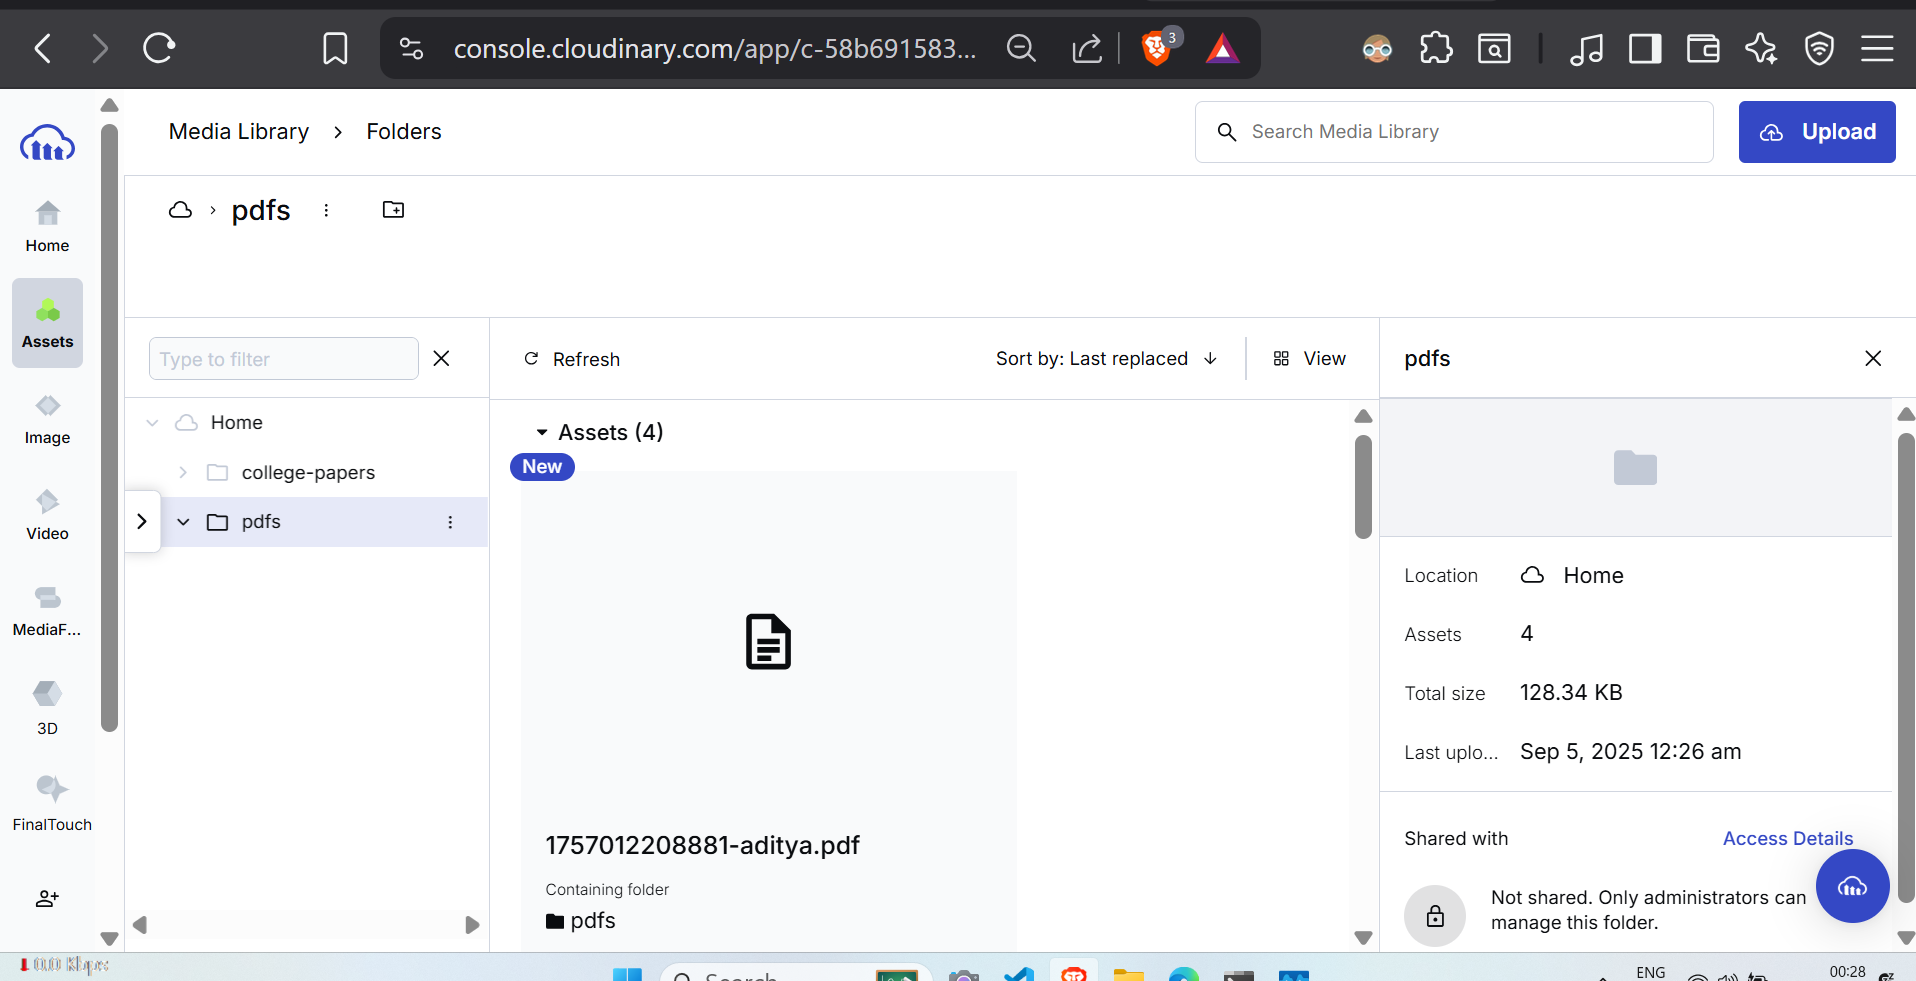 console.cloudinary.com/app/c-58b691583...
3
Media Library > Folders
Search Media Library
Upload
pdfs
Home
Assets
Image
Video
MediaF...
3D
FinalTouch
Type to filter
Home
college-papers
pdfs
Refresh
Sort by: Last replaced
View
Assets (4)
New
1757012208881-aditya.pdf
Containing folder
pdfs
pdfs
Location
Home
Assets
4
Total size
128.34 KB
Last uplo...
Sep 5, 2025 12:26 am
Shared with
Access Details
Not shared. Only administrators can
manage this folder.
0.0 Kbps
Search
ENG
00:28